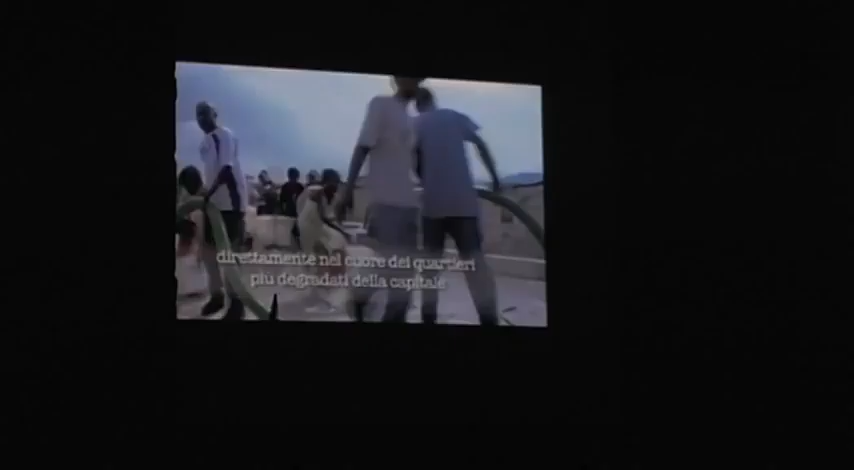 direttamente nel cuore dei quartieri
più degradati della capitale